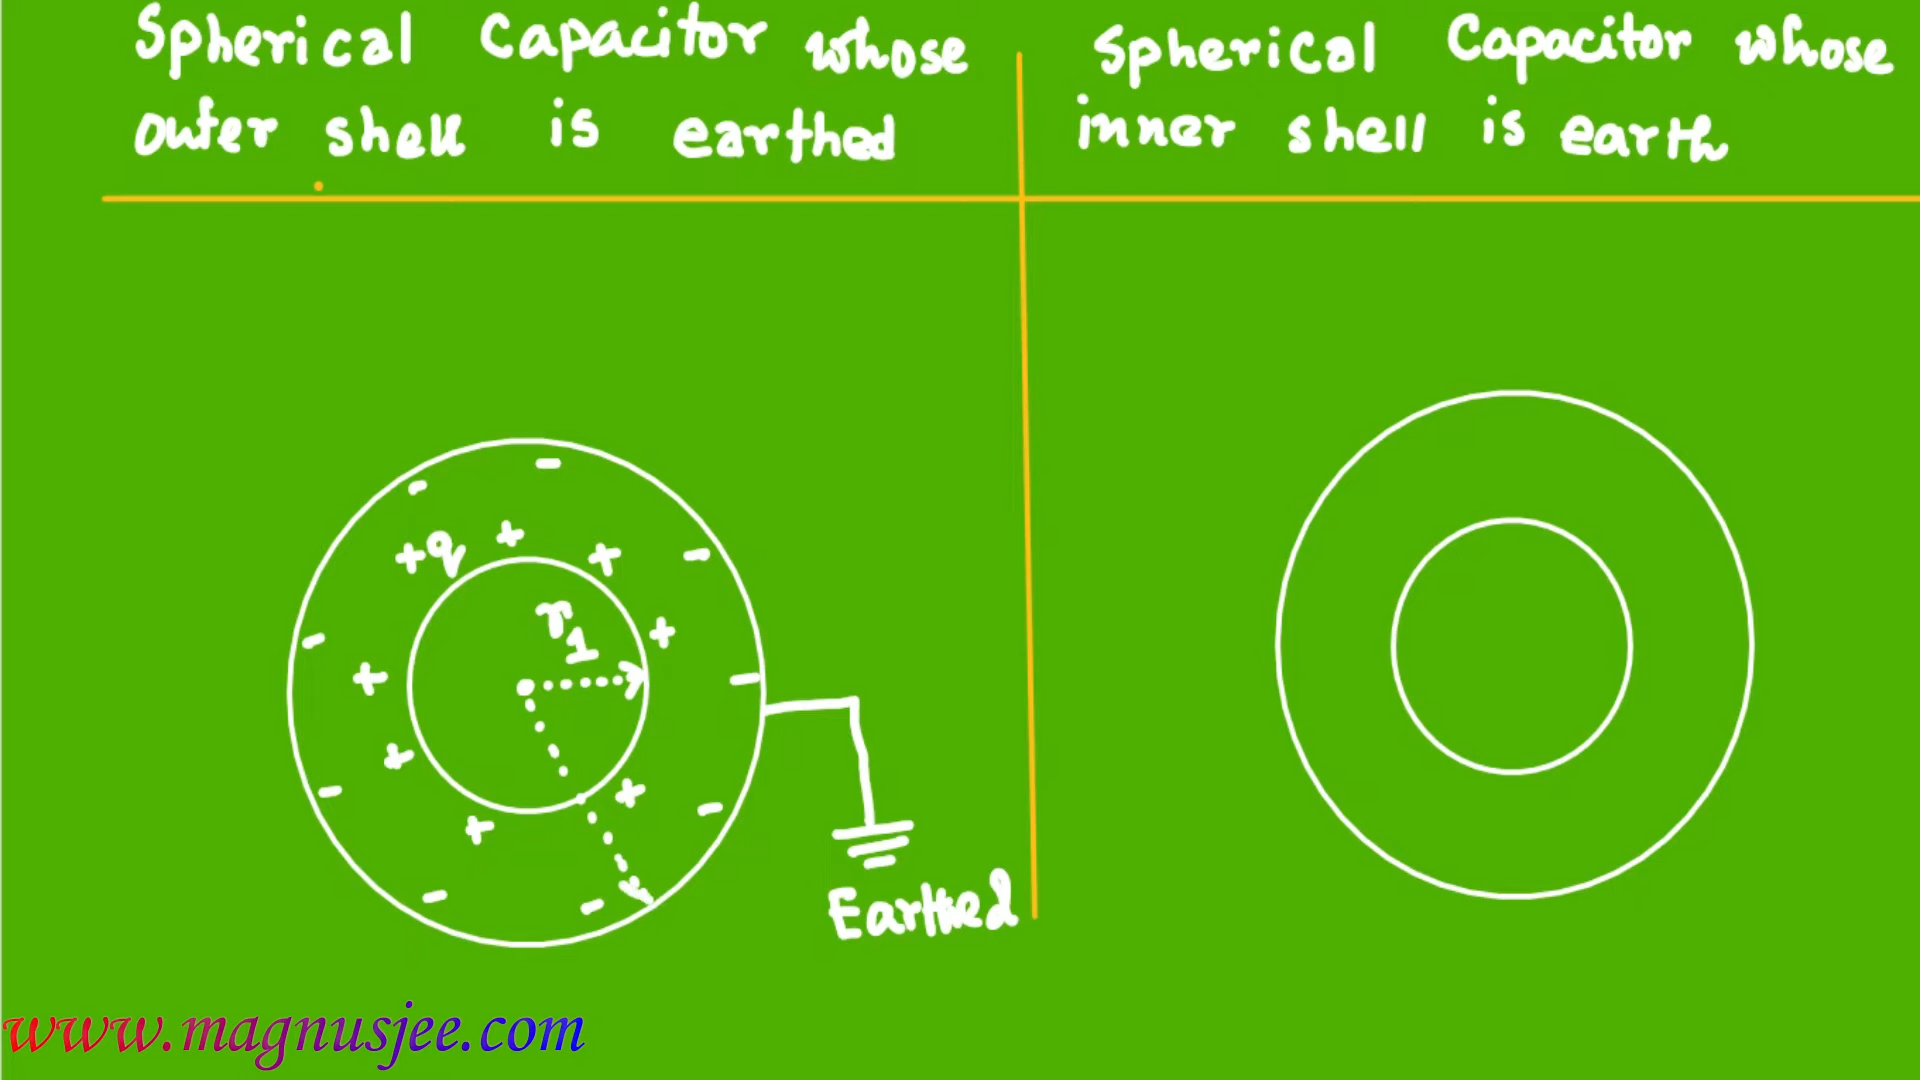 Spherical Capacitor whose
outer shell is earthed
Spherical Capacitor whose
inner shell is earth
- -
+q + + -
r1
- + +
+ -
+ + -
-
+
- -
Earthed
www.magnusjee.com